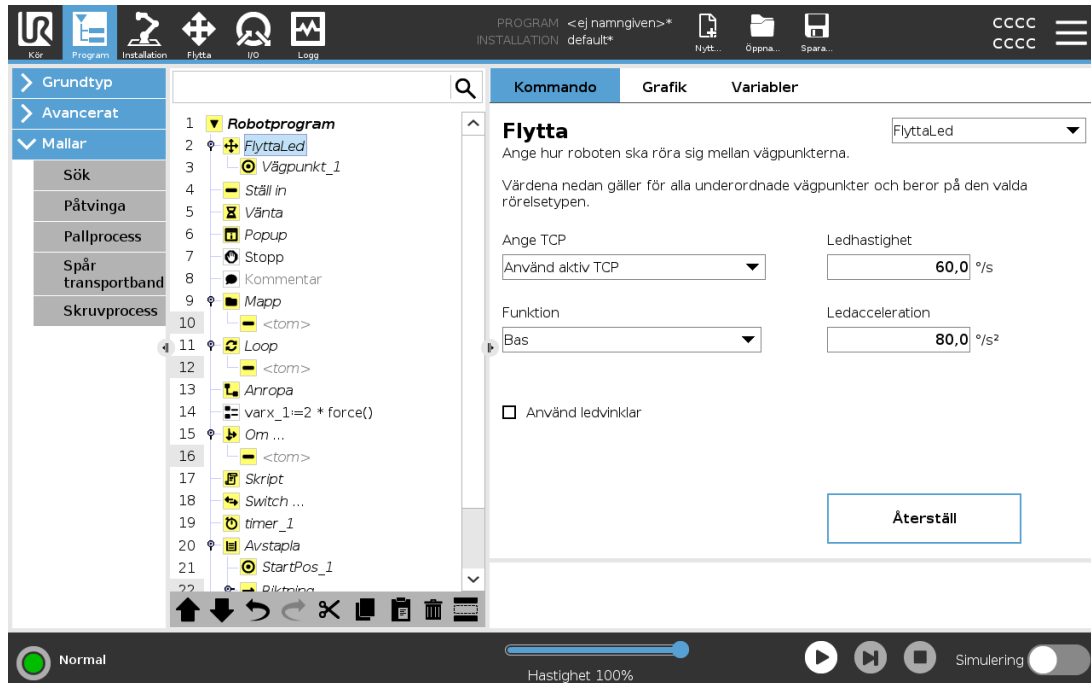 PROGRAM <ej namngiven>*
INSTALLATION default*
CCCC
CCCC
Kör
Program
Installation
Flytta
I/O
Logg
Nytt...
Öppna...
Spara...
Grundtyp
Avancerat
Mallar
Sök
Påtvinga
Pallprocess
Spår
transportband
Skruvprocess
1 Robotprogram
2 FlyttaLed
3 Vägpunkt_1
4 Ställ in
5 Vänta
6 Popup
7 Stopp
8 Kommentar
9 Mapp
10 <tom>
11 Loop
12 <tom>
13 Anropa
14 varx_1:=2 * force()
15 Om ...
16 <tom>
17 Skript
18 Switch ...
19 timer_1
20 Avstapla
21 StartPos_1
22 Riktning
Kommando
Grafik
Variabler
Flytta
FlyttaLed
Ange hur roboten ska röra sig mellan vägpunkterna.
Värdena nedan gäller för alla underordnade vägpunkter och beror på den valda
rörelsetypen.
Ange TCP
Ledhastighet
Använd aktiv TCP
60,0 °/s
Funktion
Ledacceleration
Bas
80,0 °/s²
Använd ledvinklar
Återställ
Normal
Hastighet 100%
Simulering